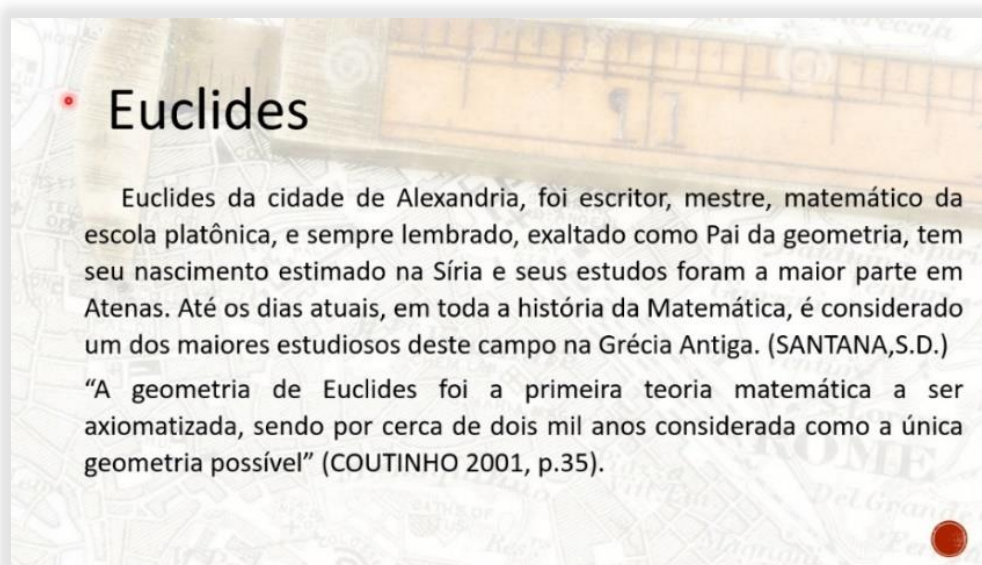 Euclides
Euclides da cidade de Alexandria, foi escritor, mestre, matemático da
escola platônica, e sempre lembrado, exaltado como Pai da geometria, tem
seu nascimento estimado na Síria e seus estudos foram a maior parte em
Atenas. Até os dias atuais, em toda a história da Matemática, é considerado
um dos maiores estudiosos deste campo na Grécia Antiga. (SANTANA,S.D.)
“A geometria de Euclides foi a primeira teoria matemática a ser
axiomatizada, sendo por cerca de dois mil anos considerada como a única
geometria possível” (COUTINHO 2001, p.35).
ROME